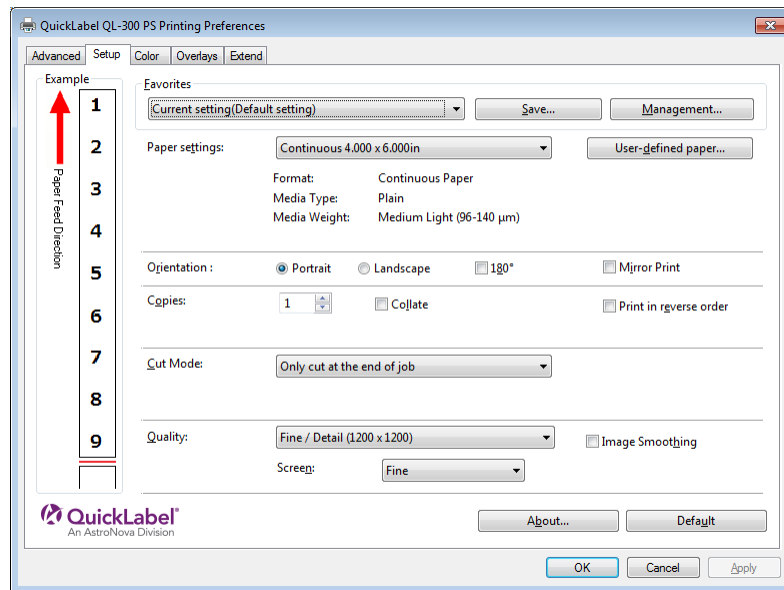 QuickLabel QL-300 PS Printing Preferences
Advanced Setup Color Overlays Extend
Example
1
2
3
4
5
6
7
8
9
Paper Feed Direction
Favorites
Current setting(Default setting) Save... Management...
Paper settings: Continuous 4.000 x 6.000in User-defined paper...
Format: Continuous Paper
Media Type: Plain
Media Weight: Medium Light (96-140 μm)
Orientation : Portrait Landscape 180° Mirror Print
Copies: 1 Collate Print in reverse order
Cut Mode: Only cut at the end of job
Quality: Fine / Detail (1200 x 1200) Image Smoothing
Screen: Fine
QuickLabel®
An AstroNova Division
About... Default
OK Cancel Apply